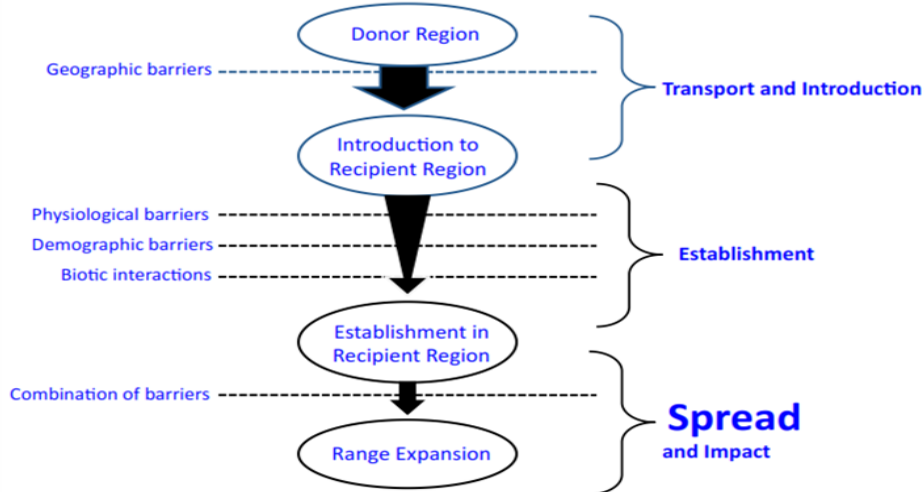 Donor Region
Geographic barriers
Transport and Introduction
Introduction to
Recipient Region
Physiological barriers
Demographic barriers
Establishment
Biotic interactions
Establishment in
Recipient Region
Combination of barriers
Spread
and Impact
Range Expansion